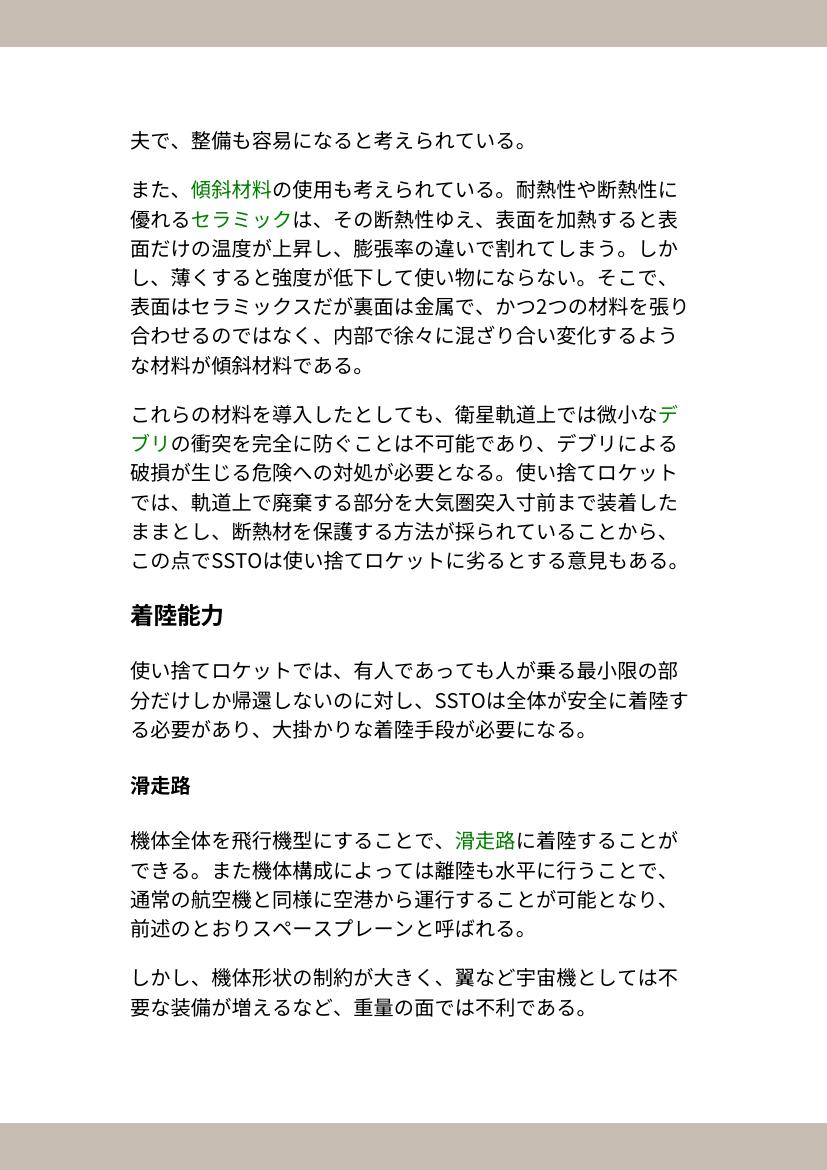 夫で、整備も容易になると考えられている。
また、傾斜材料の使用も考えられている。耐熱性や断熱性に
優れるセラミックは、その断熱性ゆえ、表面を加熱すると表
面だけの温度が上昇し、膨張率の違いで割れてしまう。しか
し、薄くすると強度が低下して使い物にならない。そこで、
表面はセラミックスだが裏面は金属で、かつ2つの材料を張り
合わせるのではなく、内部で徐々に混ざり合い変化するよう
な材料が傾斜材料である。
これらの材料を導入したとしても、衛星軌道上では微小なデ
ブリの衝突を完全に防ぐことは不可能であり、デブリによる
破損が生じる危険への対処が必要となる。使い捨てロケット
では、軌道上で廃棄する部分を大気圏突入寸前まで装着した
ままとし、断熱材を保護する方法が採られていることから、
この点でSSTOは使い捨てロケットに劣るとする意見もある。
着陸能力
使い捨てロケットでは、有人であっても人が乗る最小限の部
分だけしか帰還しないのに対し、SSTOは全体が安全に着陸す
る必要があり、大掛かりな着陸手段が必要になる。
滑走路
機体全体を飛行機型にすることで、滑走路に着陸することが
できる。また機体構成によっては離陸も水平に行うことで、
通常の航空機と同様に空港から運行することが可能となり、
前述のとおりスペースプレーンと呼ばれる。
しかし、機体形状の制約が大きく、翼など宇宙機としては不
要な装備が増えるなど、重量の面では不利である。